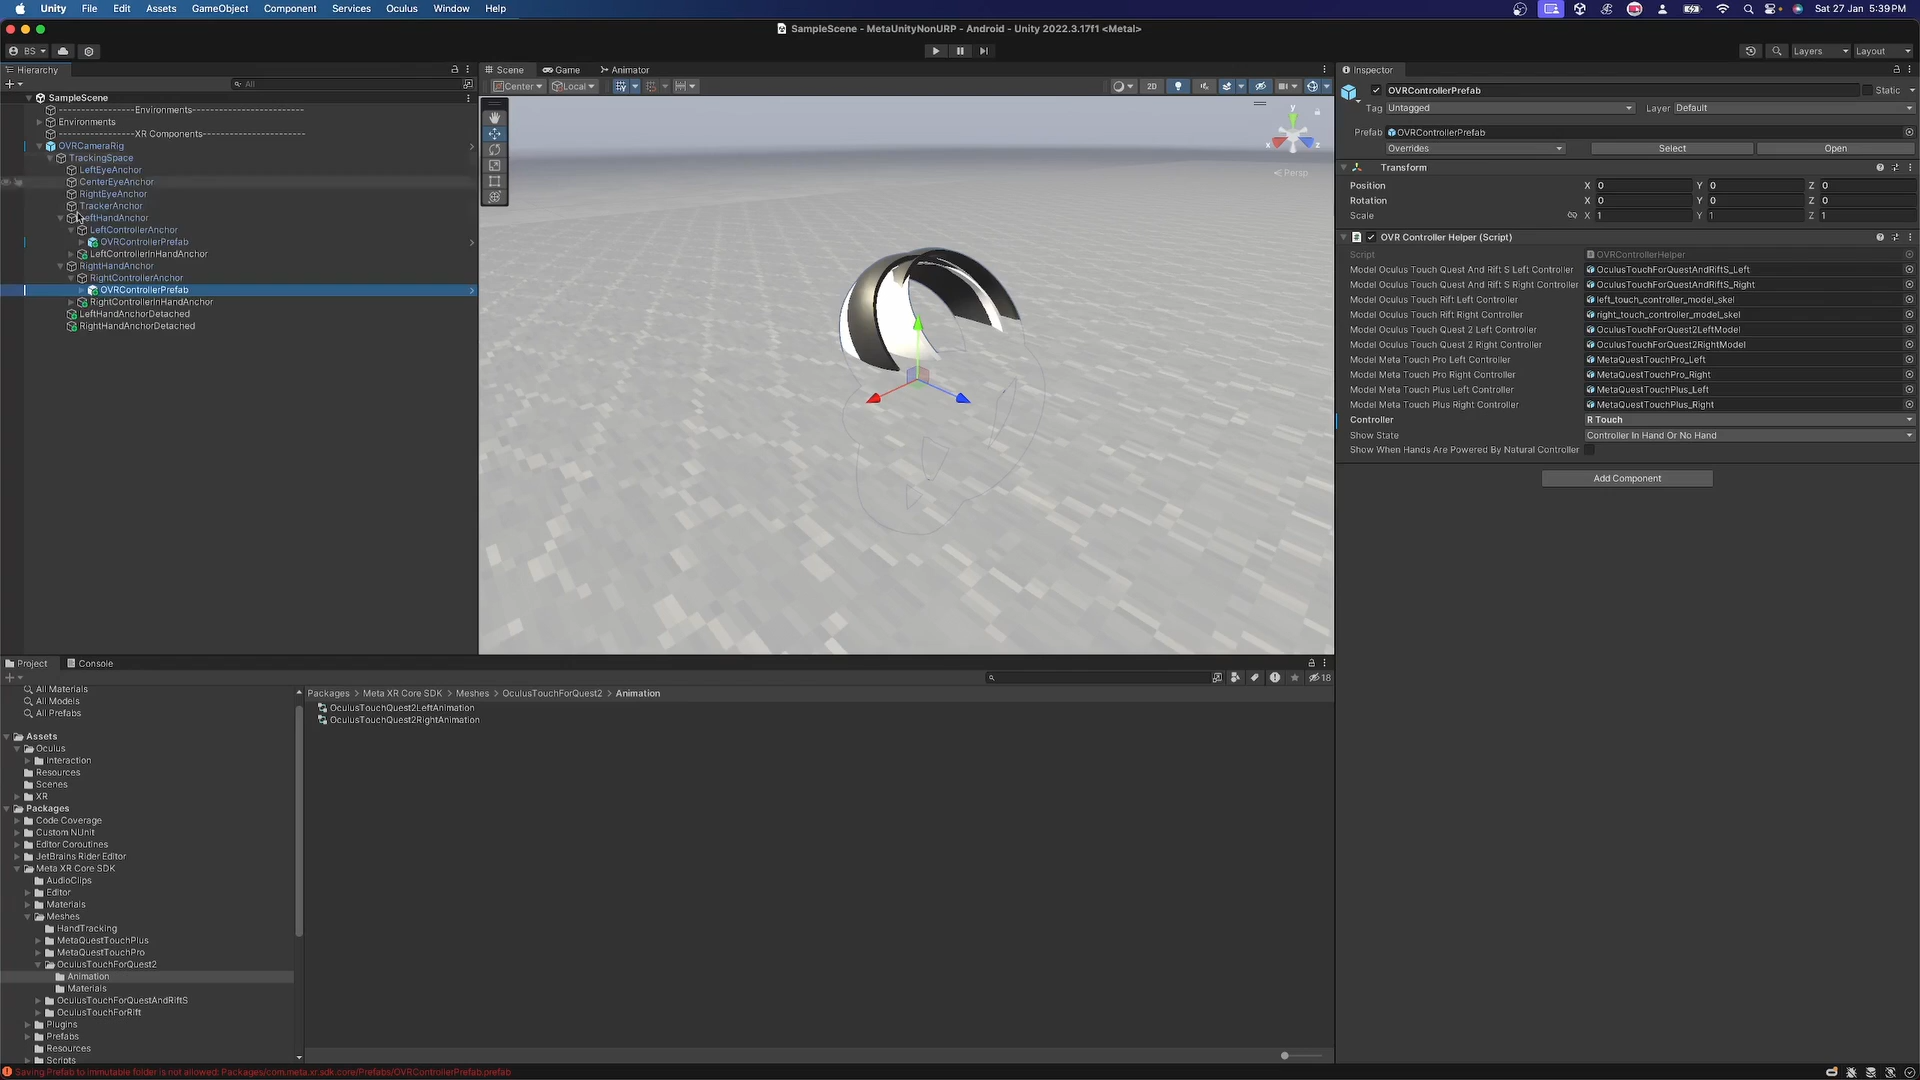 Unity File Edit Assets GameObject Component Services Oculus Window Help Sat 27 Jan 5:39 PM
SampleScene - MetaUnityNonURP - Android - Unity 2022.3.17f1 <Metal>
BS Layers Layout
Hierarchy
All
SampleScene
------------------Environments---------------------------
Environments
------------------XR Components------------------------
OVRCameraRig
TrackingSpace
LeftEyeAnchor
CenterEyeAnchor
RightEyeAnchor
TrackerAnchor
LeftHandAnchor
LeftControllerAnchor
OVRControllerPrefab
LeftControllerInHandAnchor
RightHandAnchor
RightControllerAnchor
OVRControllerPrefab
RightControllerInHandAnchor
LeftHandAnchorDetached
RightHandAnchorDetached
Scene Game Animator
Center Local 2D
y
x z
Persp
Inspector
OVRControllerPrefab Static
Tag Untagged Layer Default
Prefab OVRControllerPrefab
Overrides Select Open
Transform
Position X 0 Y 0 Z 0
Rotation X 0 Y 0 Z 0
Scale X 1 Y 1 Z 1
OVR Controller Helper (Script)
Script OVRControllerHelper
Model Oculus Touch Quest And Rift S Left Controller OculusTouchForQuestAndRiftS_Left
Model Oculus Touch Quest And Rift S Right Controller OculusTouchForQuestAndRiftS_Right
Model Oculus Touch Rift Left Controller left_touch_controller_model_skel
Model Oculus Touch Rift Right Controller right_touch_controller_model_skel
Model Oculus Touch Quest 2 Left Controller OculusTouchForQuest2LeftModel
Model Oculus Touch Quest 2 Right Controller OculusTouchForQuest2RightModel
Model Meta Touch Pro Left Controller MetaQuestTouchPro_Left
Model Meta Touch Pro Right Controller MetaQuestTouchPro_Right
Model Meta Touch Plus Left Controller MetaQuestTouchPlus_Left
Model Meta Touch Plus Right Controller MetaQuestTouchPlus_Right
Controller R Touch
Show State Controller In Hand Or No Hand
Show When Hands Are Powered By Natural Controller
Add Component
Project Console
18
All Materials
All Models
All Prefabs
Assets
Oculus
Interaction
Resources
Scenes
XR
Packages
Code Coverage
Custom NUnit
Editor Coroutines
JetBrains Rider Editor
Meta XR Core SDK
AudioClips
Editor
Materials
Meshes
HandTracking
MetaQuestTouchPlus
MetaQuestTouchPro
OculusTouchForQuest2
Animation
Materials
OculusTouchForQuestAndRiftS
OculusTouchForRift
Plugins
Prefabs
Resources
Scripts
Packages > Meta XR Core SDK > Meshes > OculusTouchForQuest2 > Animation
OculusTouchQuest2LeftAnimation
OculusTouchQuest2RightAnimation
Saving Prefab to immutable folder is not allowed: Packages/com.meta.xr.sdk.core/Prefabs/OVRControllerPrefab.prefab